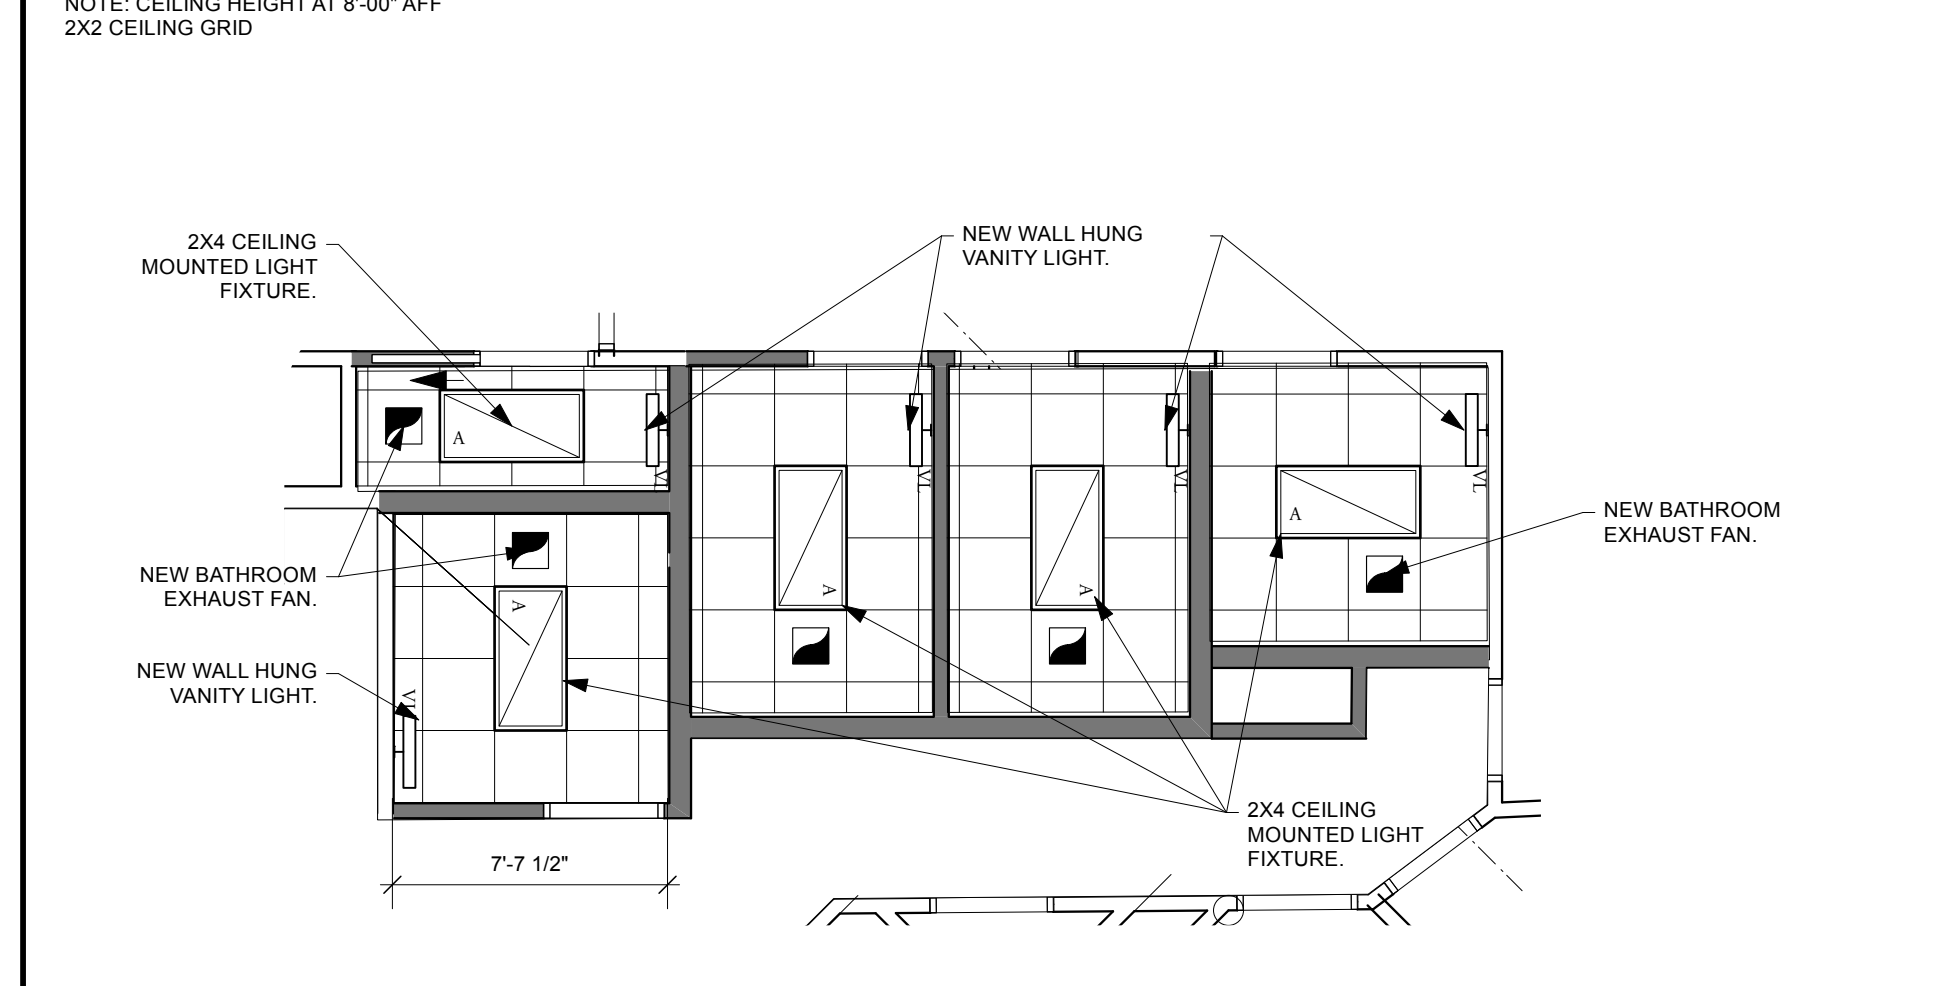 NOTE: CEILING HEIGHT AT 8'-00" AFF
2X2 CEILING GRID
2X4 CEILING
MOUNTED LIGHT
FIXTURE.
NEW WALL HUNG
VANITY LIGHT.
A
VL
VL
VL
VL
A
NEW BATHROOM
EXHAUST FAN.
NEW BATHROOM
EXHAUST FAN.
A
A
A
NEW WALL HUNG
VANITY LIGHT.
VL
2X4 CEILING
MOUNTED LIGHT
FIXTURE.
7'-7 1/2"